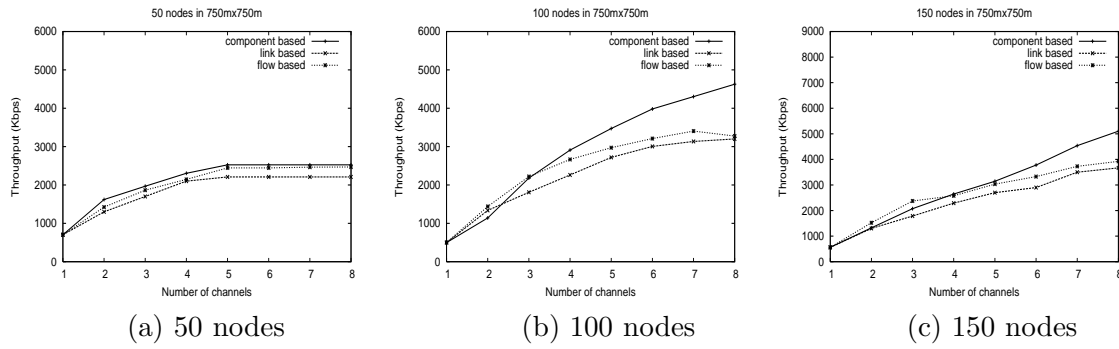 50 nodes in 750mx750m
Throughput (Kbps)
6000
5000
4000
3000
2000
1000
0
component based
link based
flow based
1 2 3 4 5 6 7 8
Number of channels
(a) 50 nodes
100 nodes in 750mx750m
Throughput (Kbps)
6000
5000
4000
3000
2000
1000
0
component based
link based
flow based
1 2 3 4 5 6 7 8
Number of channels
(b) 100 nodes
150 nodes in 750mx750m
Throughput (Kbps)
9000
8000
7000
6000
5000
4000
3000
2000
1000
0
component based
link based
flow based
1 2 3 4 5 6 7 8
Number of channels
(c) 150 nodes